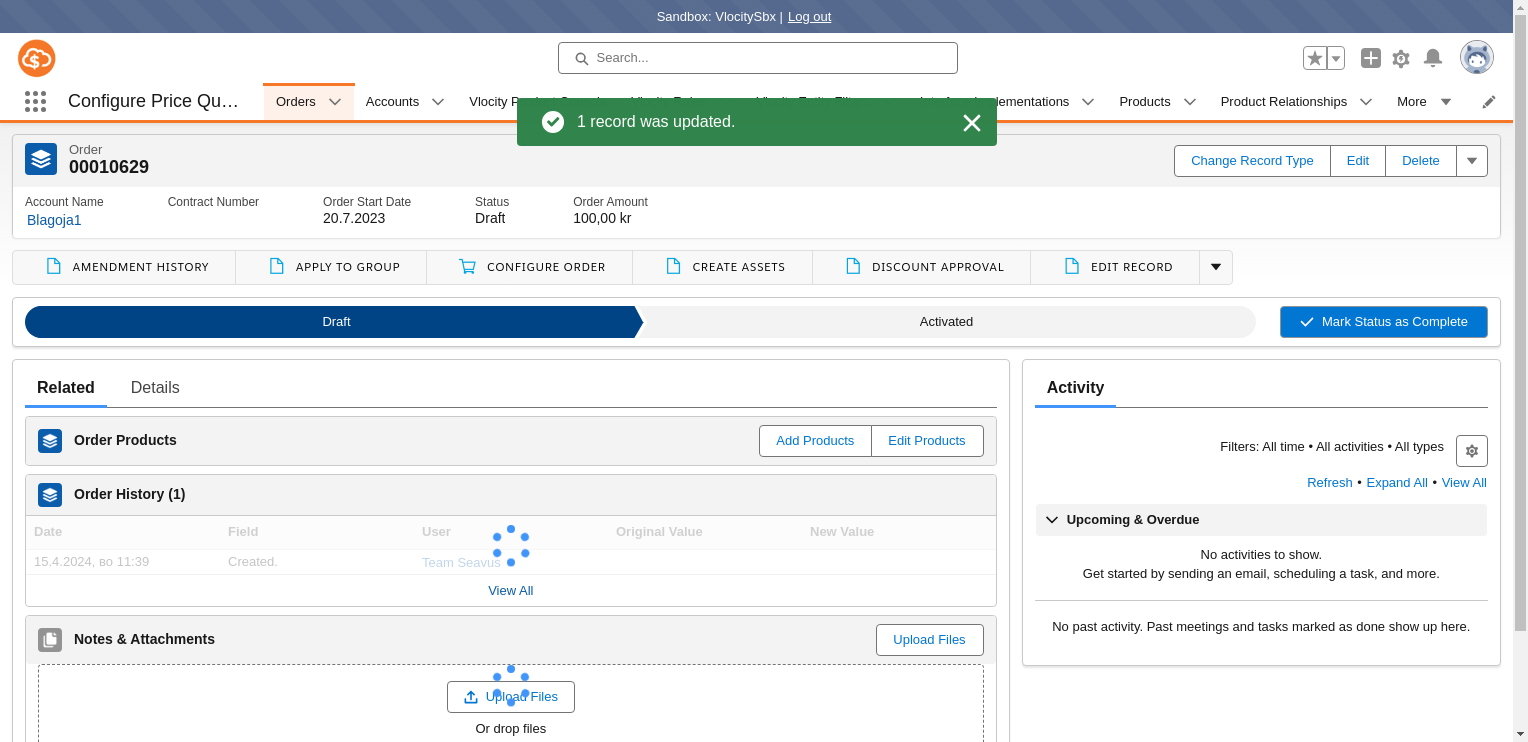 Sandbox: VlocitySbx | Log out
Search...
Configure Price Qu...
Orders
Accounts
Products
Product Relationships
More
1 record was updated.
Order
00010629
Change Record Type
Edit
Delete
Account Name
Contract Number
Order Start Date
Status
Order Amount
Blagoja1
20.7.2023
Draft
100,00 kr
AMENDMENT HISTORY
APPLY TO GROUP
CONFIGURE ORDER
CREATE ASSETS
DISCOUNT APPROVAL
EDIT RECORD
Draft
Activated
Mark Status as Complete
Related
Details
Order Products
Add Products
Edit Products
Order History (1)
Date
Field
User
Original Value
New Value
15.4.2024, во 11:39
Created.
Team Seavus
View All
Notes & Attachments
Upload Files
Upload Files
Or drop files
Activity
Filters: All time • All activities • All types
Refresh • Expand All • View All
Upcoming & Overdue
No activities to show.
Get started by sending an email, scheduling a task, and more.
No past activity. Past meetings and tasks marked as done show up here.